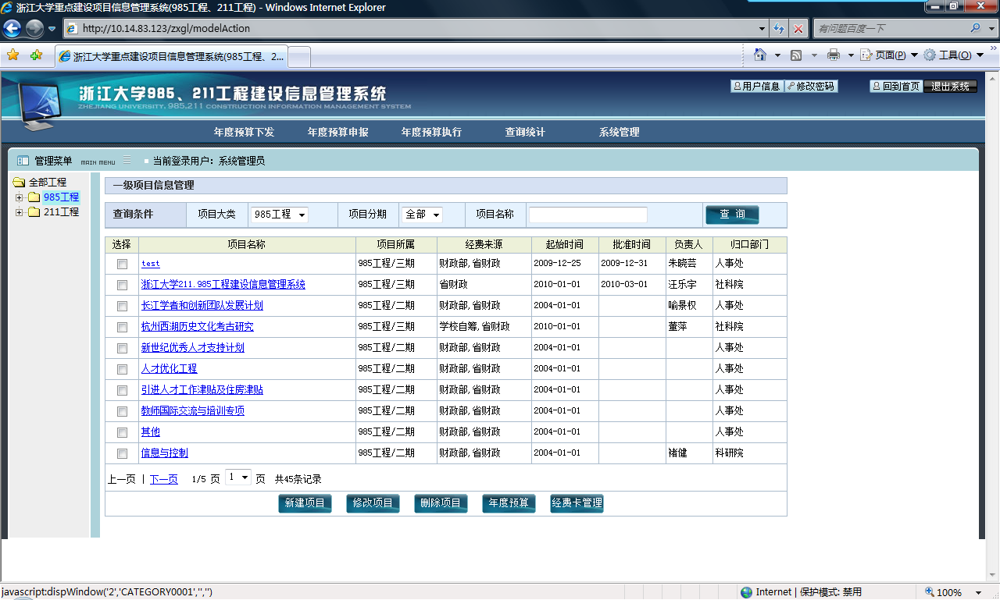 浙江大学重点建设项目信息管理系统(985工程、211工程) - Windows Internet Explorer
http://10.14.83.123/zxgl/modelAction
有问题百度一下
浙江大学重点建设项目信息管理系统(985工程、2...
页面(P) 工具(O)
浙江大学985、211工程建设信息管理系统
ZHEJIANG UNIVERSITY, 985,211 CONSTRUCTION INFORMATION MANAGEMENT SYSTEM
用户信息 修改密码 回到首页 退出系统
年度预算下发 年度预算申报 年度预算执行 查询统计 系统管理
管理菜单 MAIN MENU 当前登录用户：系统管理员
全部工程
985工程
211工程
一级项目信息管理
查询条件 项目大类 985工程 项目分期 全部 项目名称 查 询
选择 项目名称 项目所属 经费来源 起始时间 批准时间 负责人 归口部门
test 985工程/三期 财政部,省财政 2009-12-25 2009-12-31 朱晓芸 人事处
浙江大学211.985工程建设信息管理系统 985工程/三期 省财政 2010-01-01 2010-03-01 汪乐宇 社科院
长江学者和创新团队发展计划 985工程/二期 财政部,省财政 2004-01-01 喻景权 人事处
杭州西湖历史文化考古研究 985工程/三期 学校自筹,省财政 2010-01-01 董萍 社科院
新世纪优秀人才支持计划 985工程/二期 财政部,省财政 2004-01-01 人事处
人才优化工程 985工程/二期 财政部,省财政 2004-01-01 人事处
引进人才工作津贴及住房津贴 985工程/二期 财政部,省财政 2004-01-01 人事处
教师国际交流与培训专项 985工程/二期 财政部,省财政 2004-01-01 人事处
其他 985工程/二期 财政部,省财政 2004-01-01 人事处
信息与控制 985工程/二期 财政部,省财政 2004-01-01 褚健 科研院
上一页 | 下一页 1/5 页 1 页 共45条记录
新建项目 修改项目 删除项目 年度预算 经费卡管理
javascript:dispWindow('2','CATEGORY0001','','')
Internet | 保护模式: 禁用 100%